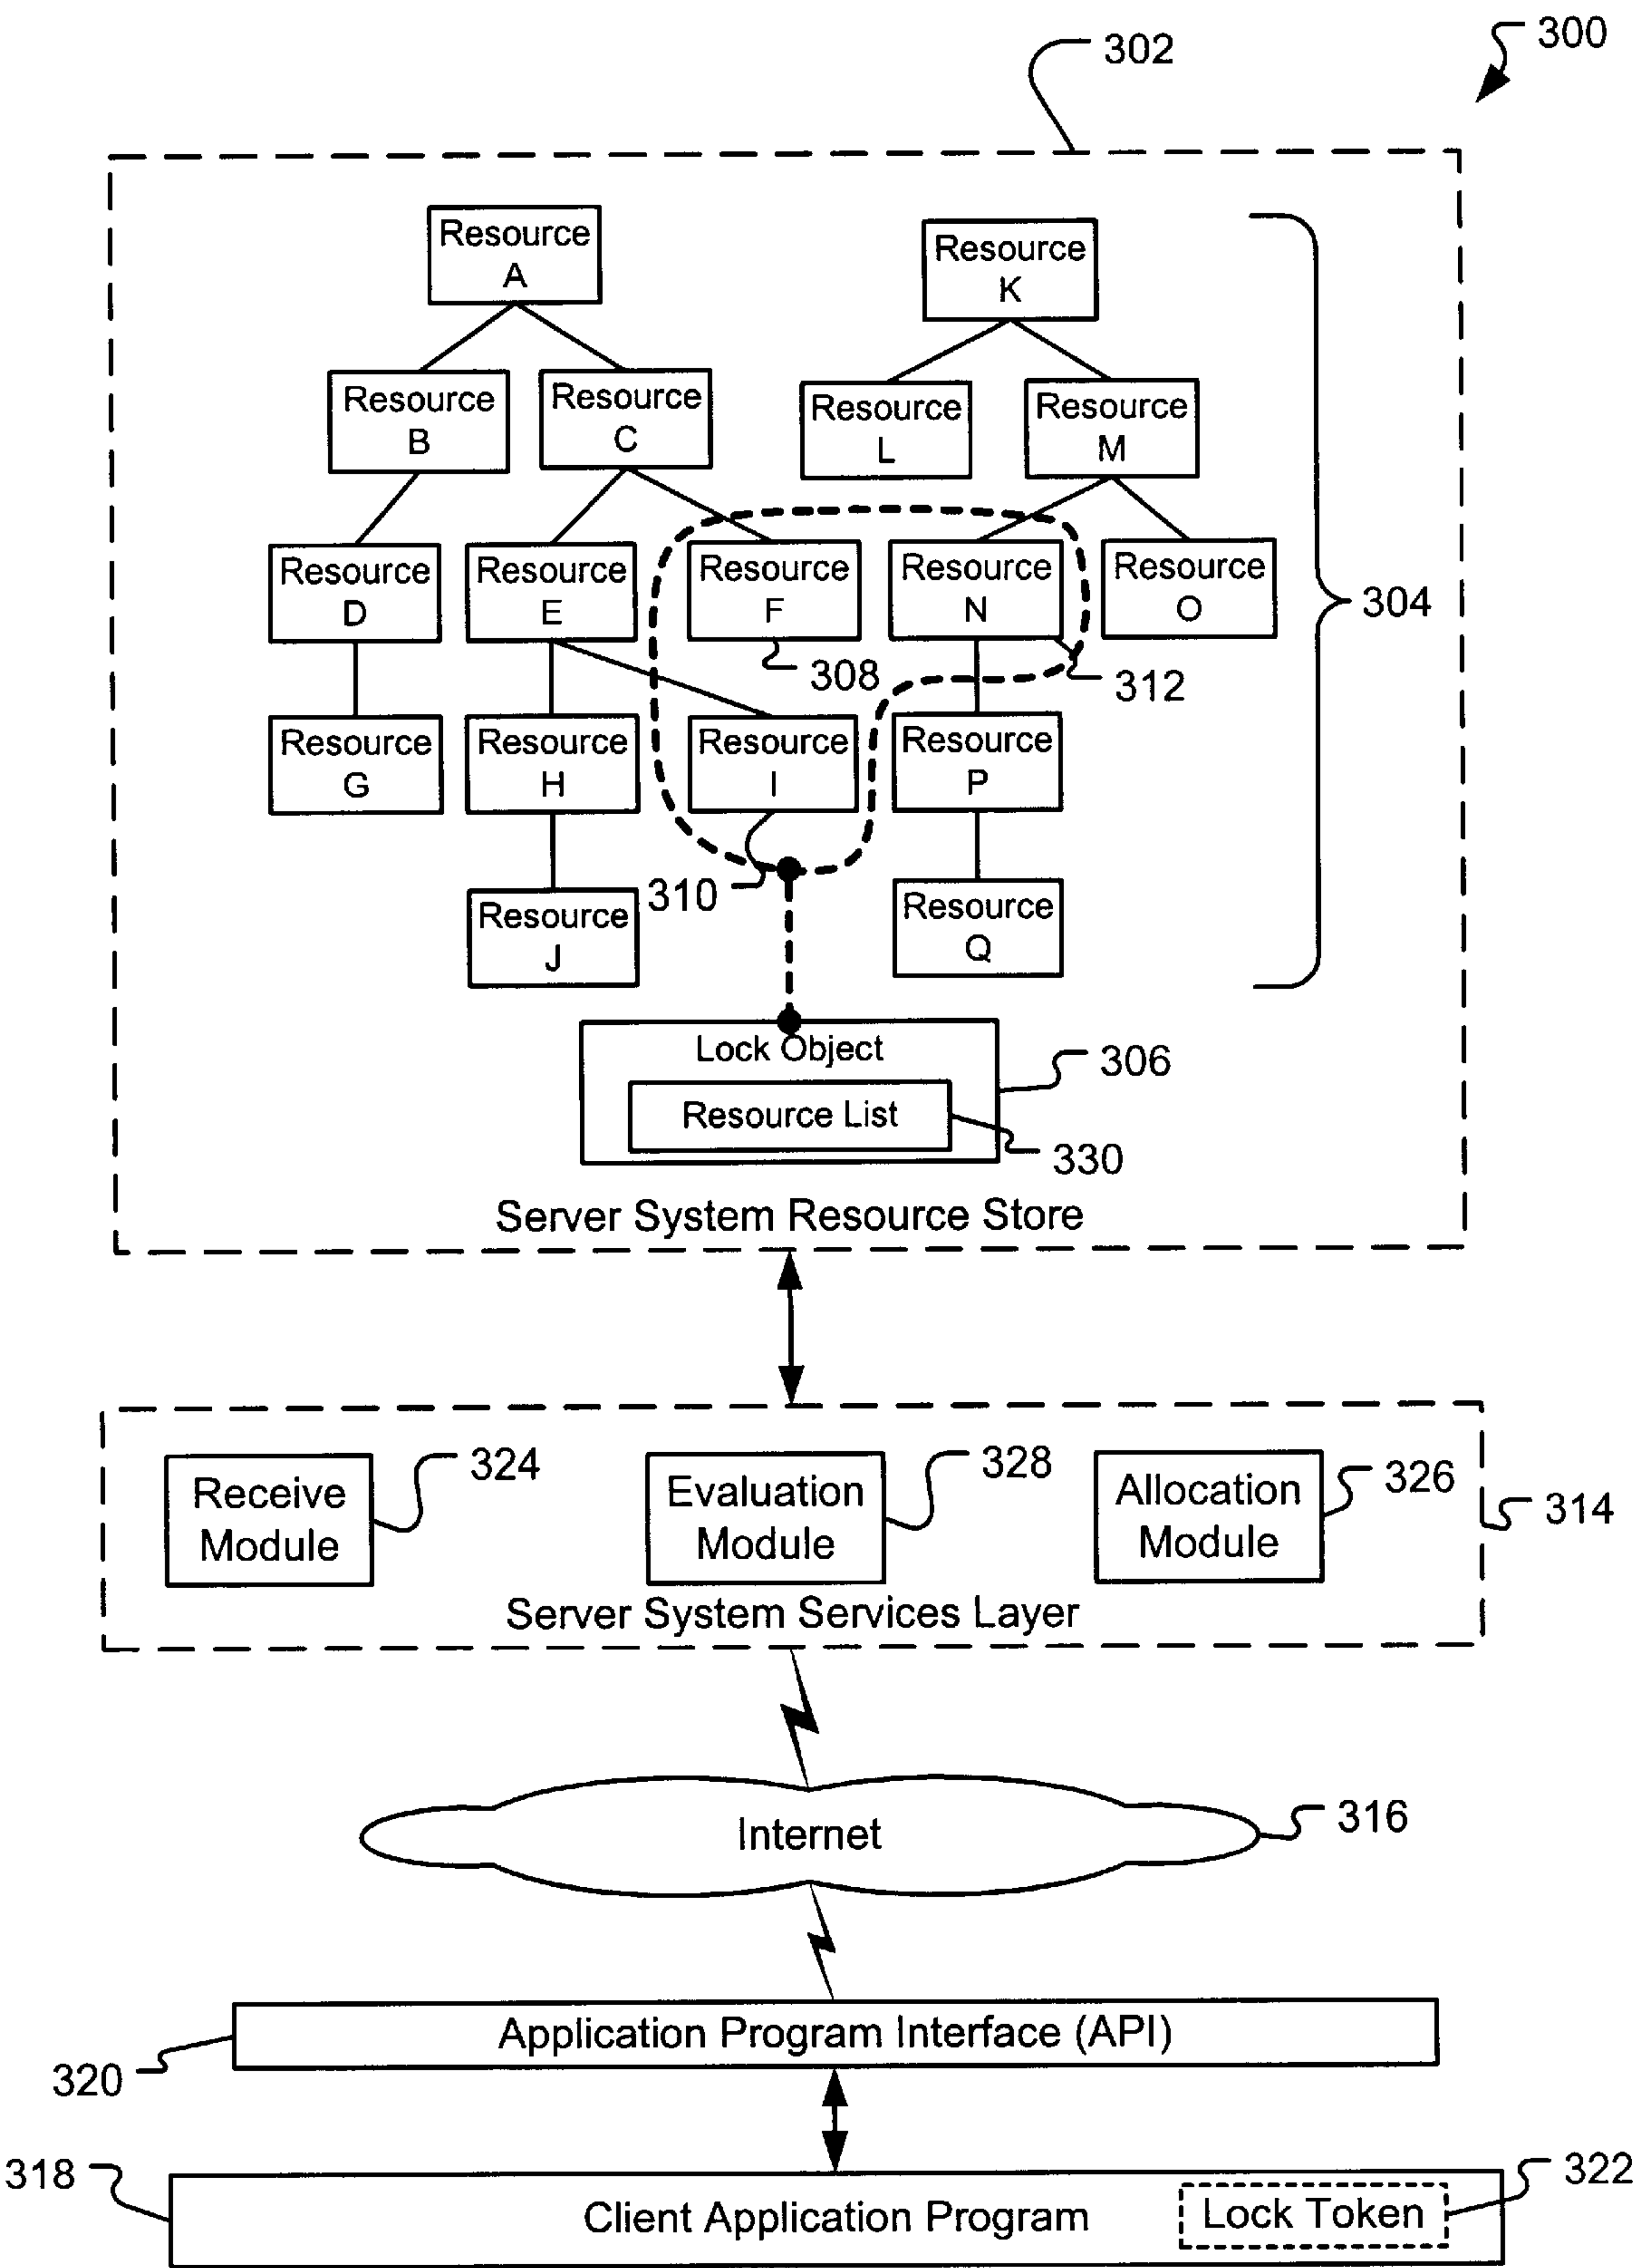 300
302
Resource
A
Resource
K
Resource
B
Resource
C
Resource
L
Resource
M
Resource
D
Resource
E
Resource
F
Resource
N
Resource
O
304
308
312
Resource
G
Resource
H
Resource
I
Resource
P
310
Resource
J
Resource
Q
Lock Object
306
Resource List
330
Server System Resource Store
Receive
Module
324
Evaluation
Module
328
Allocation
Module
326
314
Server System Services Layer
Internet
316
Application Program Interface (API)
320
318
Client Application Program
Lock Token
322